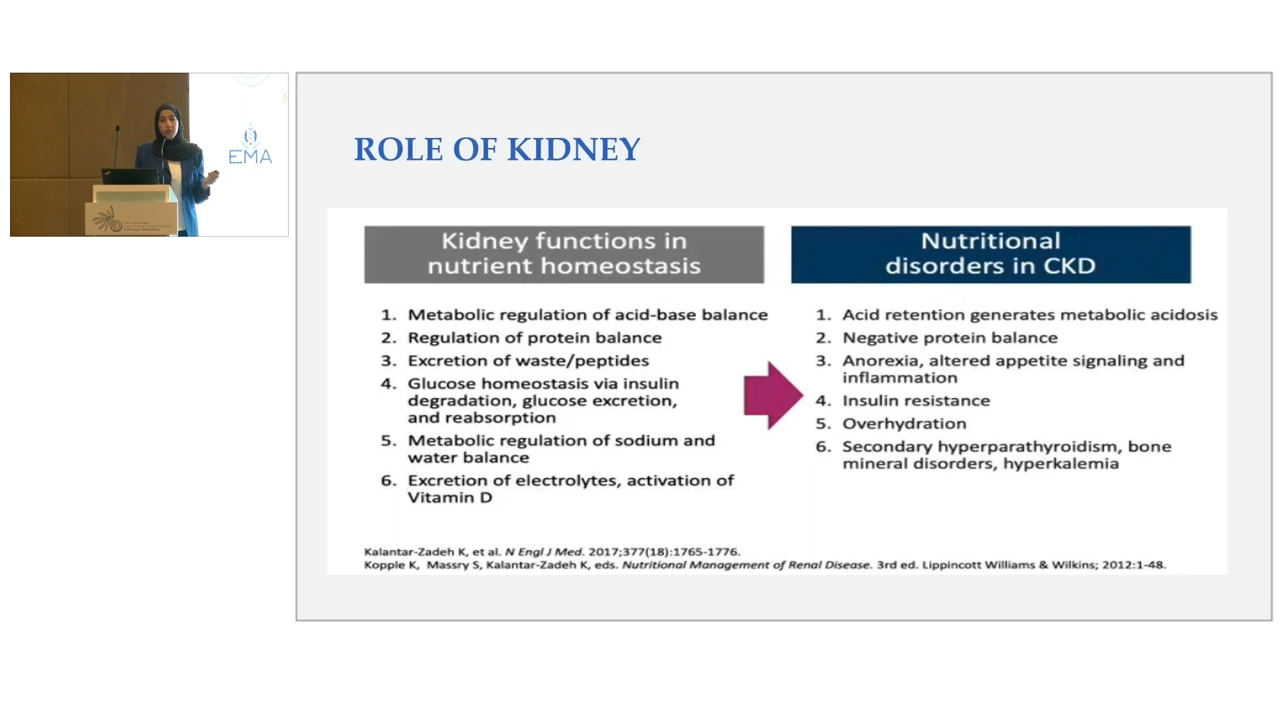 EMA
ROLE OF KIDNEY
Kidney functions in
nutrient homeostasis
1. Metabolic regulation of acid-base balance
2. Regulation of protein balance
3. Excretion of waste/peptides
4. Glucose homeostasis via insulin
degradation, glucose excretion,
and reabsorption
5. Metabolic regulation of sodium and
water balance
6. Excretion of electrolytes, activation of
Vitamin D
Nutritional
disorders in CKD
1. Acid retention generates metabolic acidosis
2. Negative protein balance
3. Anorexia, altered appetite signaling and
inflammation
4. Insulin resistance
5. Overhydration
6. Secondary hyperparathyroidism, bone
mineral disorders, hyperkalemia
Kalantar-Zadeh K, et al. N Engl J Med. 2017;377(18):1765-1776.
Kopple K, Massry S, Kalantar-Zadeh K, eds. Nutritional Management of Renal Disease. 3rd ed. Lippincott Williams & Wilkins; 2012:1-48.